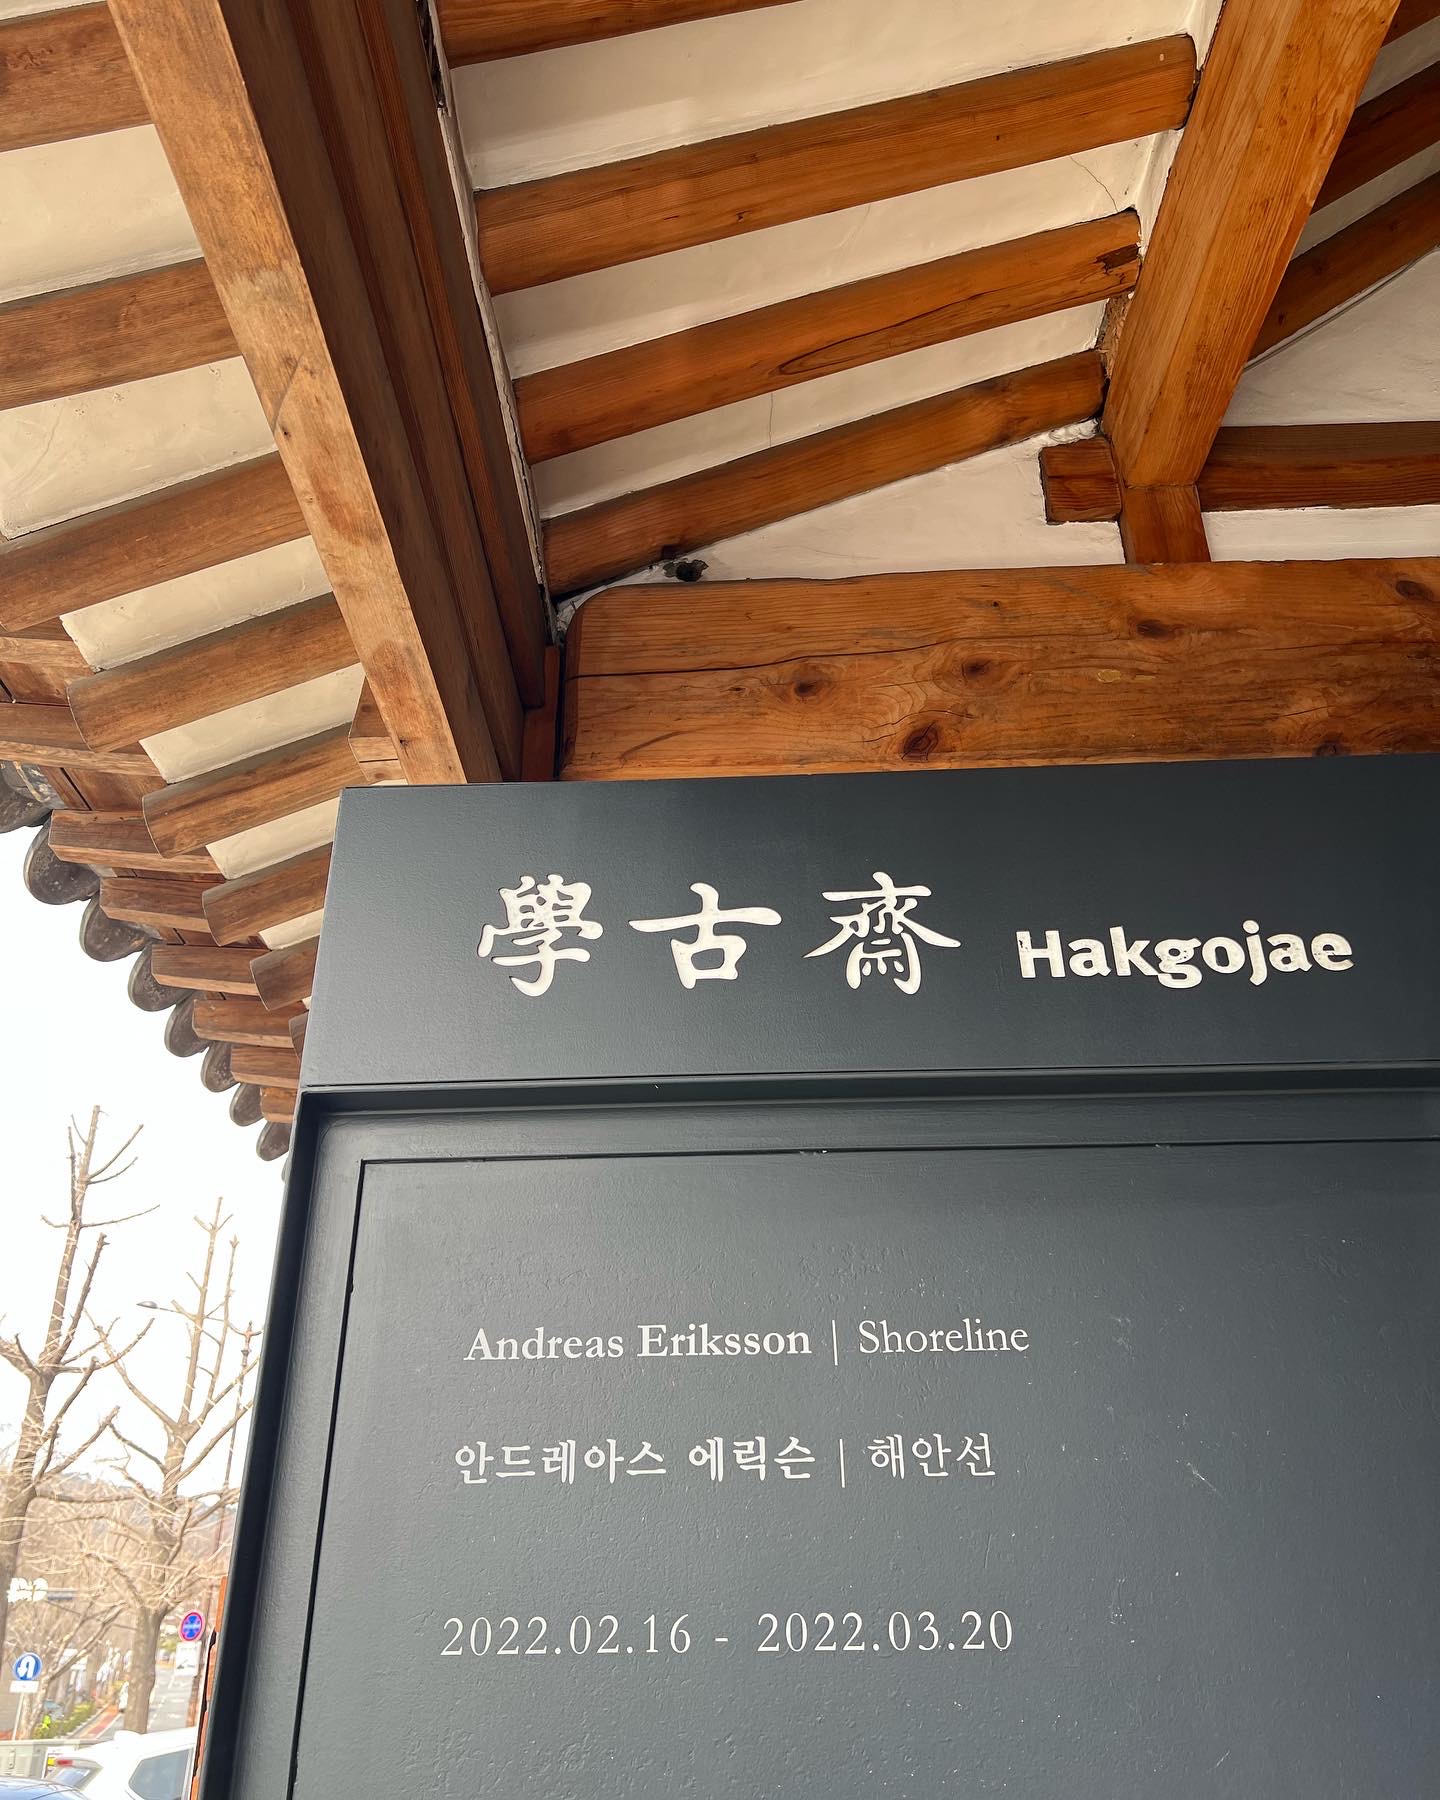 學古齋 Hakgojae
Andreas Eriksson | Shoreline
안드레아스 에릭슨 | 해안선
2022.02.16 - 2022.03.20